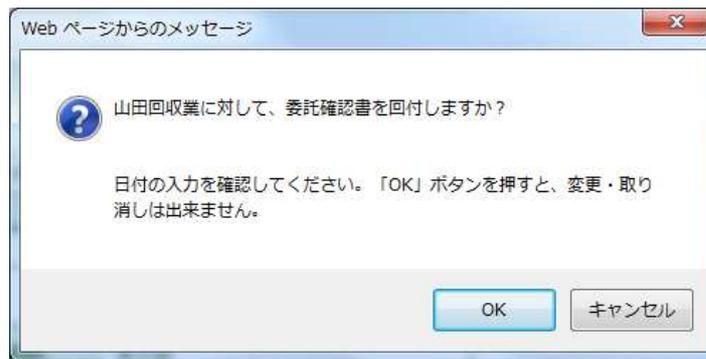 Web ページからのメッセージ
山田回収業に対して、委託確認書を回付しますか？
日付の入力を確認してください。「OK」ボタンを押すと、変更・取り
消しは出来ません。
OK
キャンセル